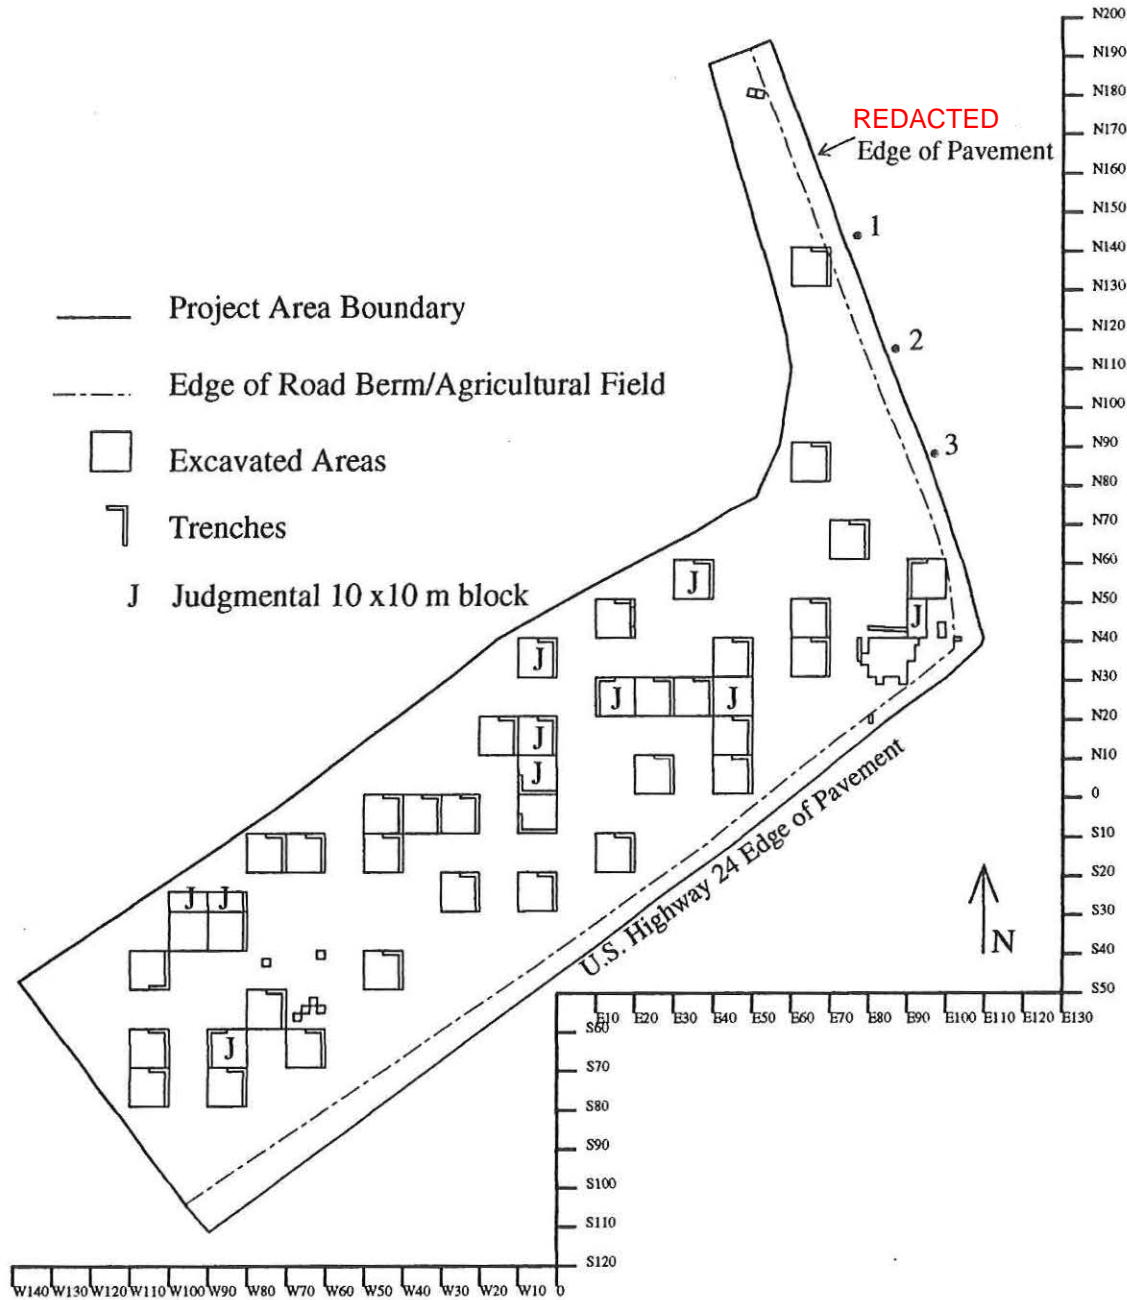 N200
N190
N180
N170
N160
N150
N140
N130
N120
N110
N100
N90
N80
N70
N60
N50
N40
N30
N20
N10
0
S10
S20
S30
S40
S50
REDACTED
Edge of Pavement
1
2
3
Project Area Boundary
Edge of Road Berm/Agricultural Field
Excavated Areas
Trenches
J Judgmental 10 x10 m block
J
J
J
J
J
J
J
J
J
J
U.S. Highway 24 Edge of Pavement
N
E10 E20 E30 E40 E50 E60 E70 E80 E90 E100 E110 E120 E130
S60
S70
S80
S90
S100
S110
S120
W140 W130 W120 W110 W100 W90 W80 W70 W60 W50 W40 W30 W20 W10 0